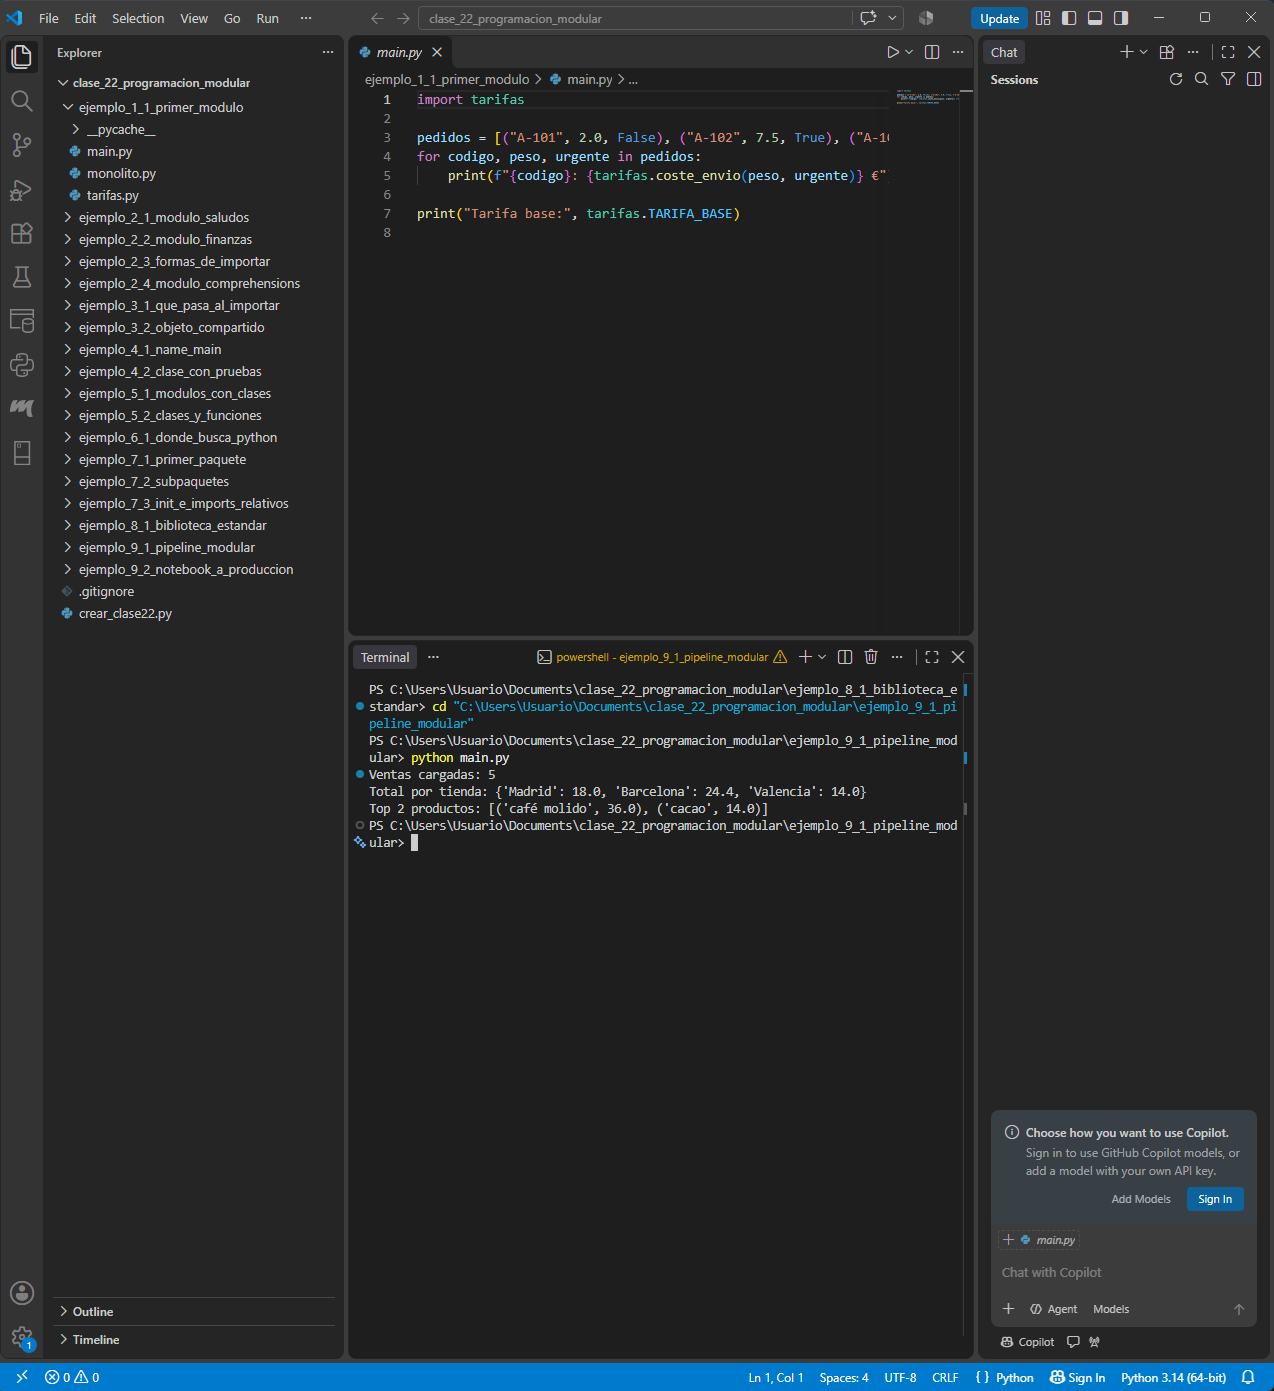 File Edit Selection View Go Run ···
clase_22_programacion_modular
Update
Explorer
clase_22_programacion_modular
ejemplo_1_1_primer_modulo
__pycache__
main.py
monolito.py
tarifas.py
ejemplo_2_1_modulo_saludos
ejemplo_2_2_modulo_finanzas
ejemplo_2_3_formas_de_importar
ejemplo_2_4_modulo_comprehensions
ejemplo_3_1_que_pasa_al_importar
ejemplo_3_2_objeto_compartido
ejemplo_4_1_name_main
ejemplo_4_2_clase_con_pruebas
ejemplo_5_1_modulos_con_clases
ejemplo_5_2_clases_y_funciones
ejemplo_6_1_donde_busca_python
ejemplo_7_1_primer_paquete
ejemplo_7_2_subpaquetes
ejemplo_7_3_init_e_imports_relativos
ejemplo_8_1_biblioteca_estandar
ejemplo_9_1_pipeline_modular
ejemplo_9_2_notebook_a_produccion
.gitignore
crear_clase22.py
Outline
Timeline
main.py
ejemplo_1_1_primer_modulo > main.py > ...
1 import tarifas
2
3 pedidos = [("A-101", 2.0, False), ("A-102", 7.5, True), ("A-10
4 for codigo, peso, urgente in pedidos:
5 print(f"{codigo}: {tarifas.coste_envio(peso, urgente)} €"
6
7 print("Tarifa base:", tarifas.TARIFA_BASE)
8
Terminal
powershell - ejemplo_9_1_pipeline_modular
PS C:\Users\Usuario\Documents\clase_22_programacion_modular\ejemplo_8_1_biblioteca_e
standar> cd "C:\Users\Usuario\Documents\clase_22_programacion_modular\ejemplo_9_1_pi
peline_modular"
PS C:\Users\Usuario\Documents\clase_22_programacion_modular\ejemplo_9_1_pipeline_mod
ular> python main.py
Ventas cargadas: 5
Total por tienda: {'Madrid': 18.0, 'Barcelona': 24.4, 'Valencia': 14.0}
Top 2 productos: [('café molido', 36.0), ('cacao', 14.0)]
PS C:\Users\Usuario\Documents\clase_22_programacion_modular\ejemplo_9_1_pipeline_mod
ular>
Chat
Sessions
Choose how you want to use Copilot.
Sign in to use GitHub Copilot models, or
add a model with your own API key.
Add Models Sign In
main.py
Chat with Copilot
Agent Models
Copilot
1
0 0
Ln 1, Col 1 Spaces: 4 UTF-8 CRLF { } Python Sign In Python 3.14 (64-bit)